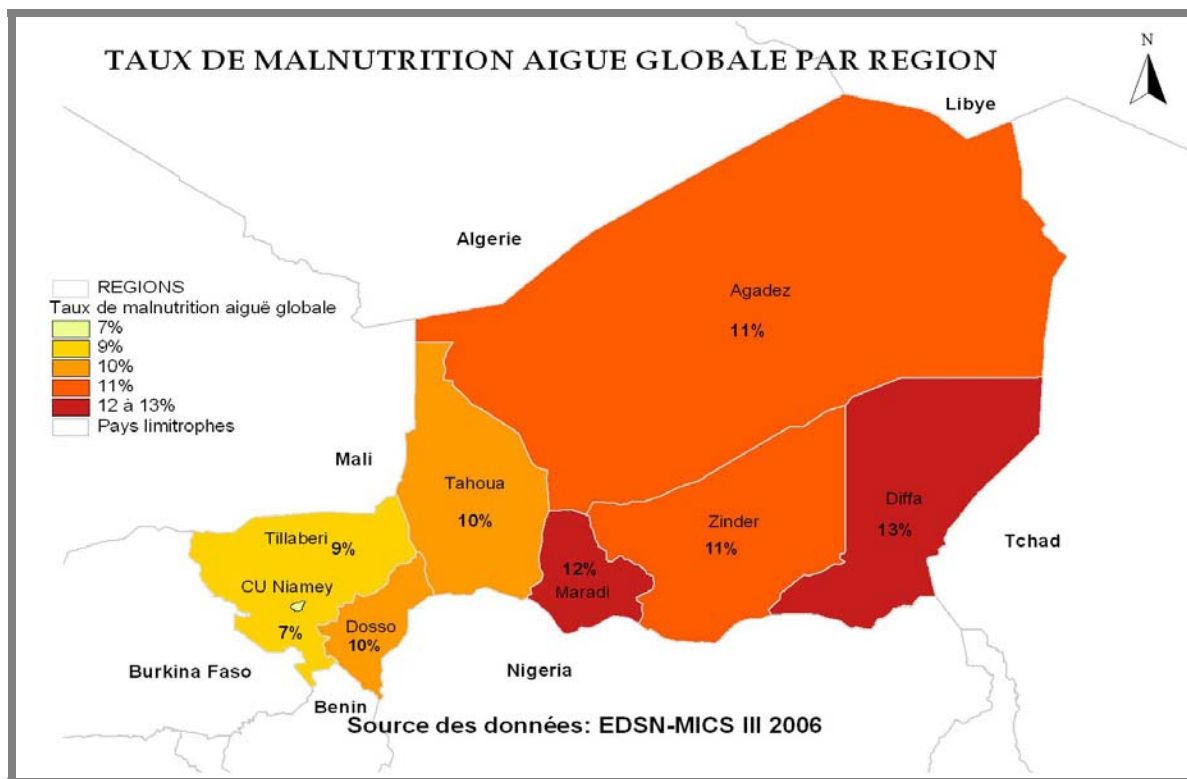 TAUX DE MALNUTRITION AIGUE GLOBALE PAR REGION
N
Libye
Algerie
REGIONS
Taux de malnutrition aiguë globale
7%
9%
10%
11%
12 à 13%
Pays limitrophes
Agadez
11%
Mali
Tahoua
10%
Tillaberi
9%
CU Niamey
7%
Dosso
10%
12%
Maradi
Zinder
11%
Diffa
13%
Tchad
Burkina Faso
Nigeria
Benin
Source des données: EDSN-MICS III 2006